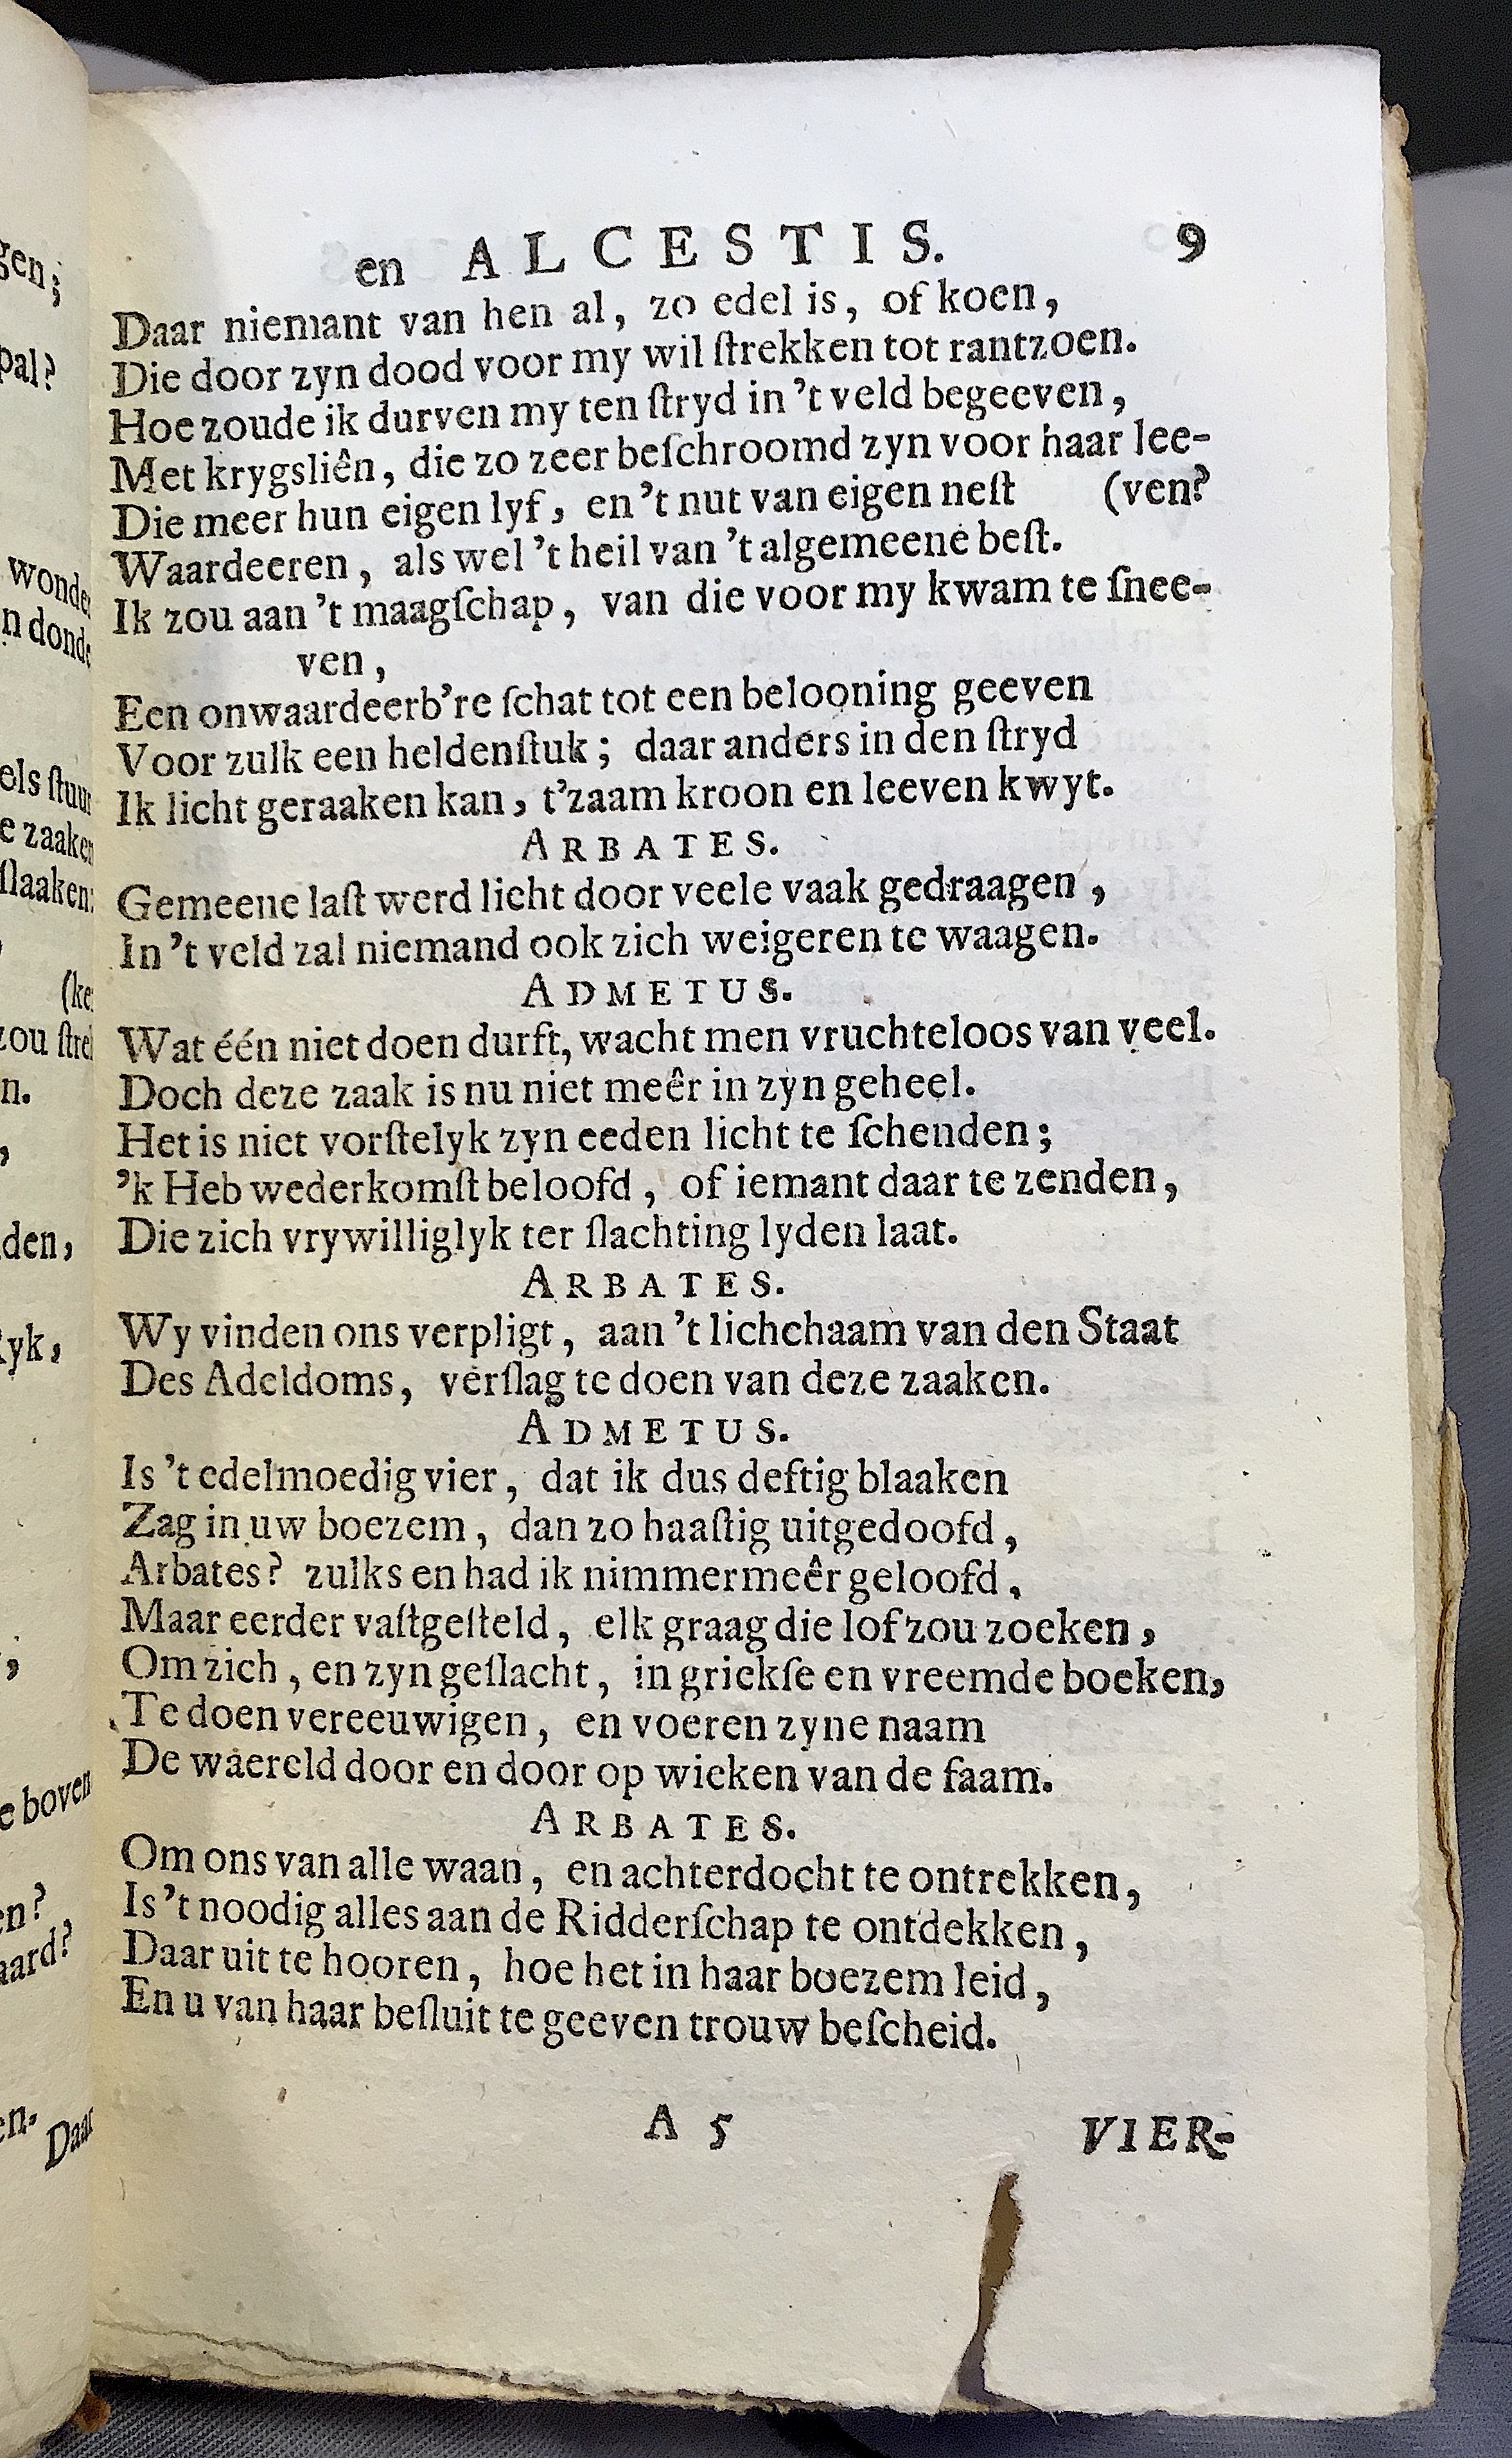 en ALCESTIS. 9
Daar niemant van hen al, zo edel is, of koen,
Die door zyn dood voor my wil ſtrekken tot rantzoen.
Hoe zoude ik durven my ten ſtryd in 't veld begeeven,
Met krygsliên, die zo zeer beſchroomd zyn voor haar lee-
Die meer hun eigen lyf, en 't nut van eigen neſt (ven?
Waardeeren, als wel 't heil van 't algemeene beſt.
Ik zou aan 't maagſchap, van die voor my kwam te ſnee-
ven,
Een onwaardeerb're ſchat tot een belooning geeven
Voor zulk een heldenſtuk; daar anders in den ſtryd
Ik licht geraaken kan, t'zaam kroon en leeven kwyt.
ARBATES.
Gemeene laſt werd licht door veele vaak gedraagen,
In 't veld zal niemand ook zich weigeren te waagen.
ADMETUS.
Wat één niet doen durft, wacht men vruchteloos van veel.
Doch deze zaak is nu niet meêr in zyn geheel.
Het is niet vorſtelyk zyn eeden licht te ſchenden;
'k Heb wederkomſt beloofd, of iemant daar te zenden,
Die zich vrywilliglyk ter ſlachting lyden laat.
ARBATES.
Wy vinden ons verpligt, aan 't lichchaam van den Staat
Des Adeldoms, verſlag te doen van deze zaaken.
ADMETUS.
Is 't edelmoedig vier, dat ik dus deftig blaaken
Zag in uw boezem, dan zo haaſtig uitgedoofd,
Arbates? zulks en had ik nimmermeêr geloofd,
Maar eerder vaſtgeſteld, elk graag die lof zou zoeken,
Om zich, en zyn geſlacht, in griekſe en vreemde boeken,
Te doen vereeuwigen, en voeren zyne naam
De waereld door en door op wieken van de faam.
ARBATES.
Om ons van alle waan, en achterdocht te ontrekken,
Is 't noodig alles aan de Ridderſchap te ontdekken,
Daar uit te hooren, hoe het in haar boezem leid,
En u van haar beſluit te geeven trouw beſcheid.
A 5 VIER-